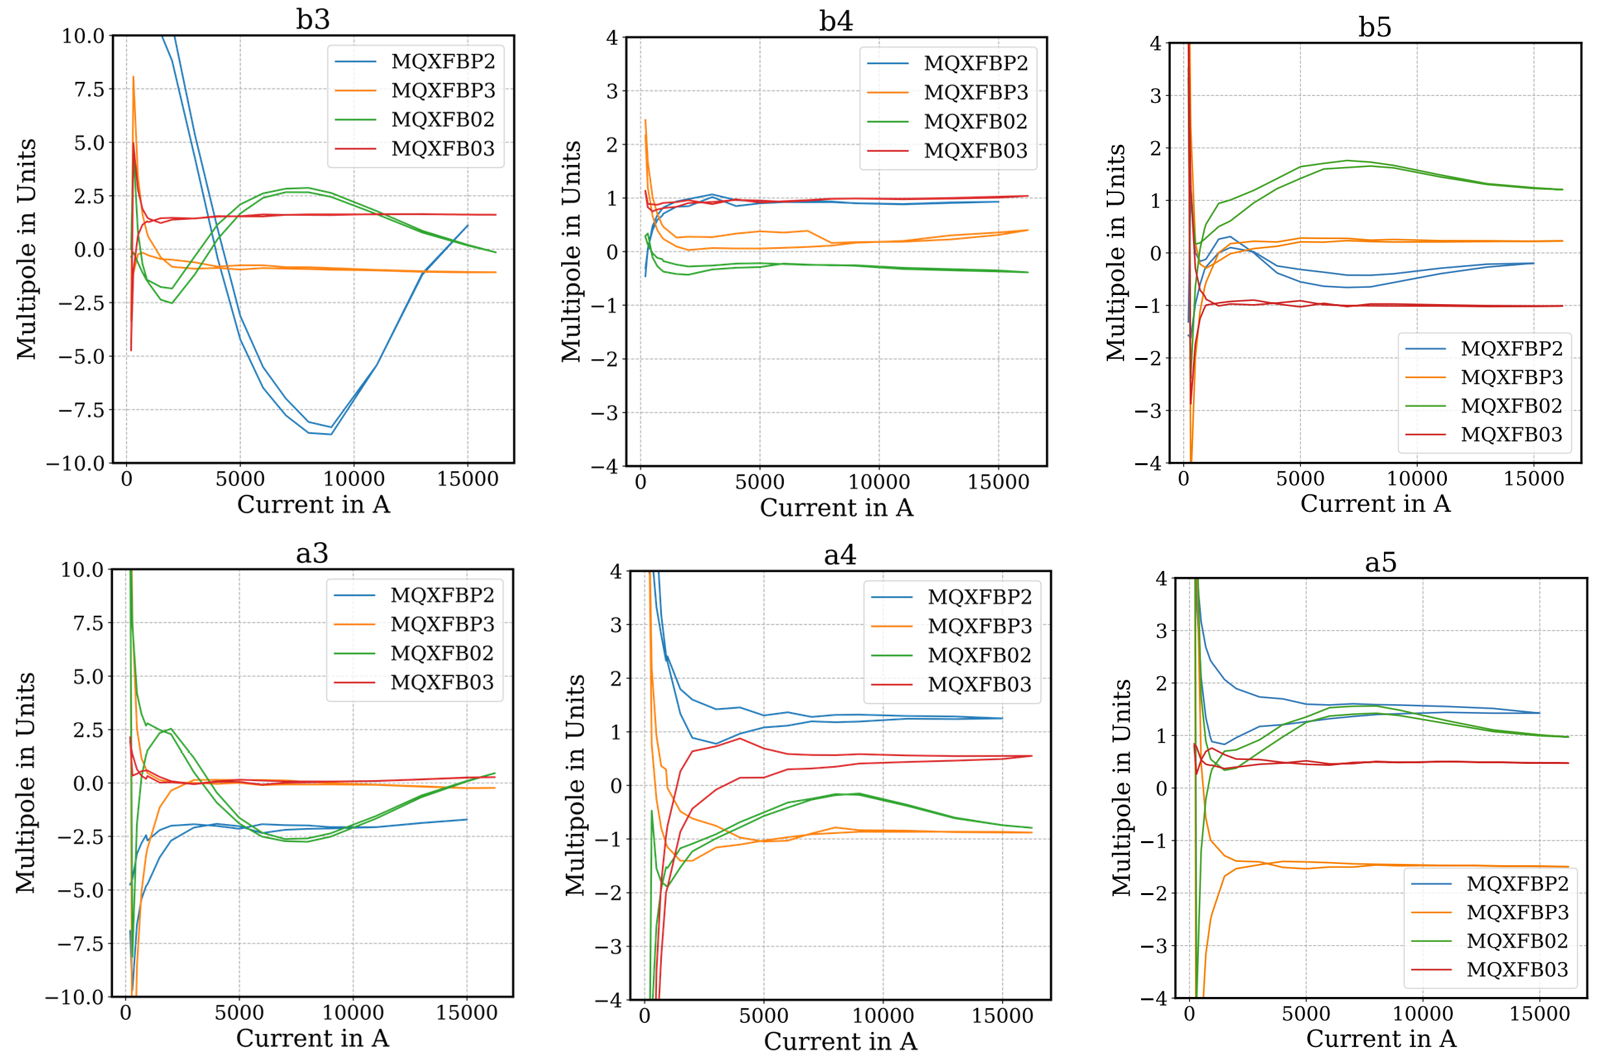 b3
10.0
7.5
5.0
2.5
0.0
−2.5
−5.0
−7.5
−10.0
Multipole in Units
MQXFBP2
MQXFBP3
MQXFB02
MQXFB03
0 5000 10000 15000
Current in A
b4
4
3
2
1
0
−1
−2
−3
−4
Multipole in Units
MQXFBP2
MQXFBP3
MQXFB02
MQXFB03
0 5000 10000 15000
Current in A
b5
4
3
2
1
0
−1
−2
−3
−4
Multipole in Units
MQXFBP2
MQXFBP3
MQXFB02
MQXFB03
0 5000 10000 15000
Current in A
a3
10.0
7.5
5.0
2.5
0.0
−2.5
−5.0
−7.5
−10.0
Multipole in Units
MQXFBP2
MQXFBP3
MQXFB02
MQXFB03
0 5000 10000 15000
Current in A
a4
4
3
2
1
0
−1
−2
−3
−4
Multipole in Units
MQXFBP2
MQXFBP3
MQXFB02
MQXFB03
0 5000 10000 15000
Current in A
a5
4
3
2
1
0
−1
−2
−3
−4
Multipole in Units
MQXFBP2
MQXFBP3
MQXFB02
MQXFB03
0 5000 10000 15000
Current in A